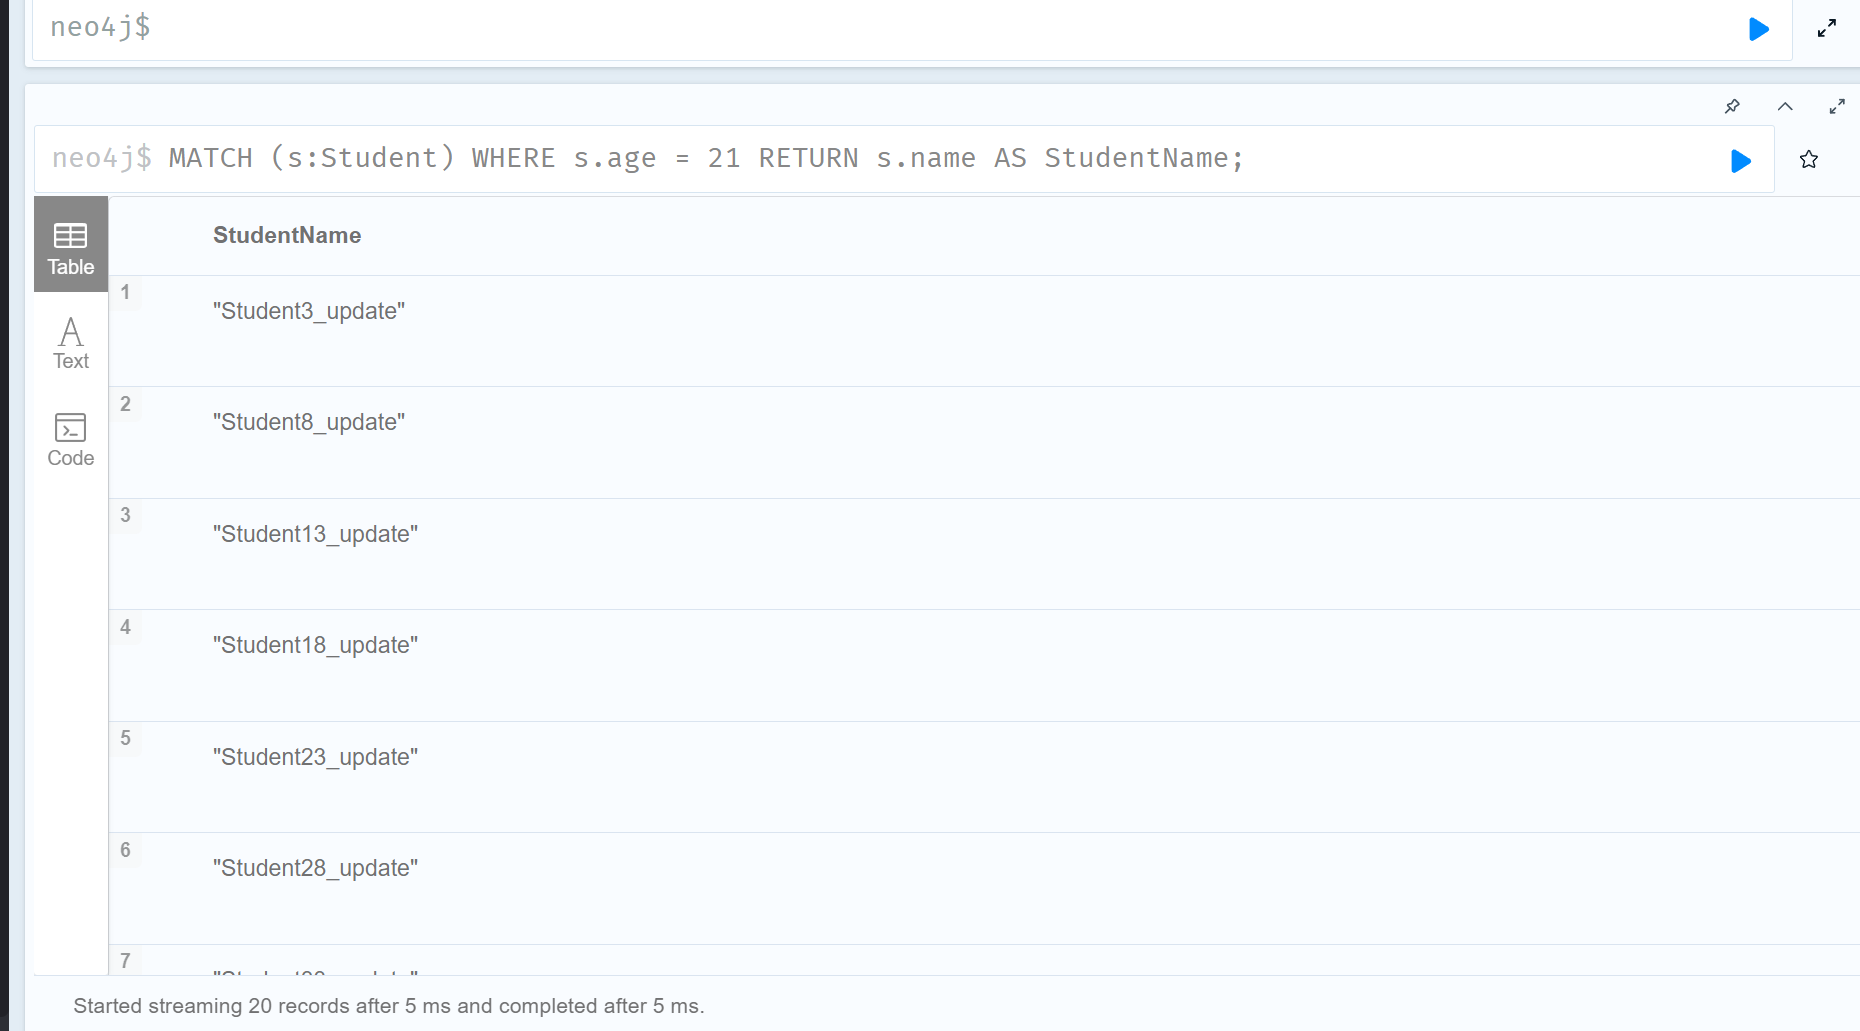 neo4j$
neo4j$ MATCH (s:Student) WHERE s.age = 21 RETURN s.name AS StudentName;
Table
Text
Code
StudentName
1
"Student3_update"
2
"Student8_update"
3
"Student13_update"
4
"Student18_update"
5
"Student23_update"
6
"Student28_update"
7
Started streaming 20 records after 5 ms and completed after 5 ms.